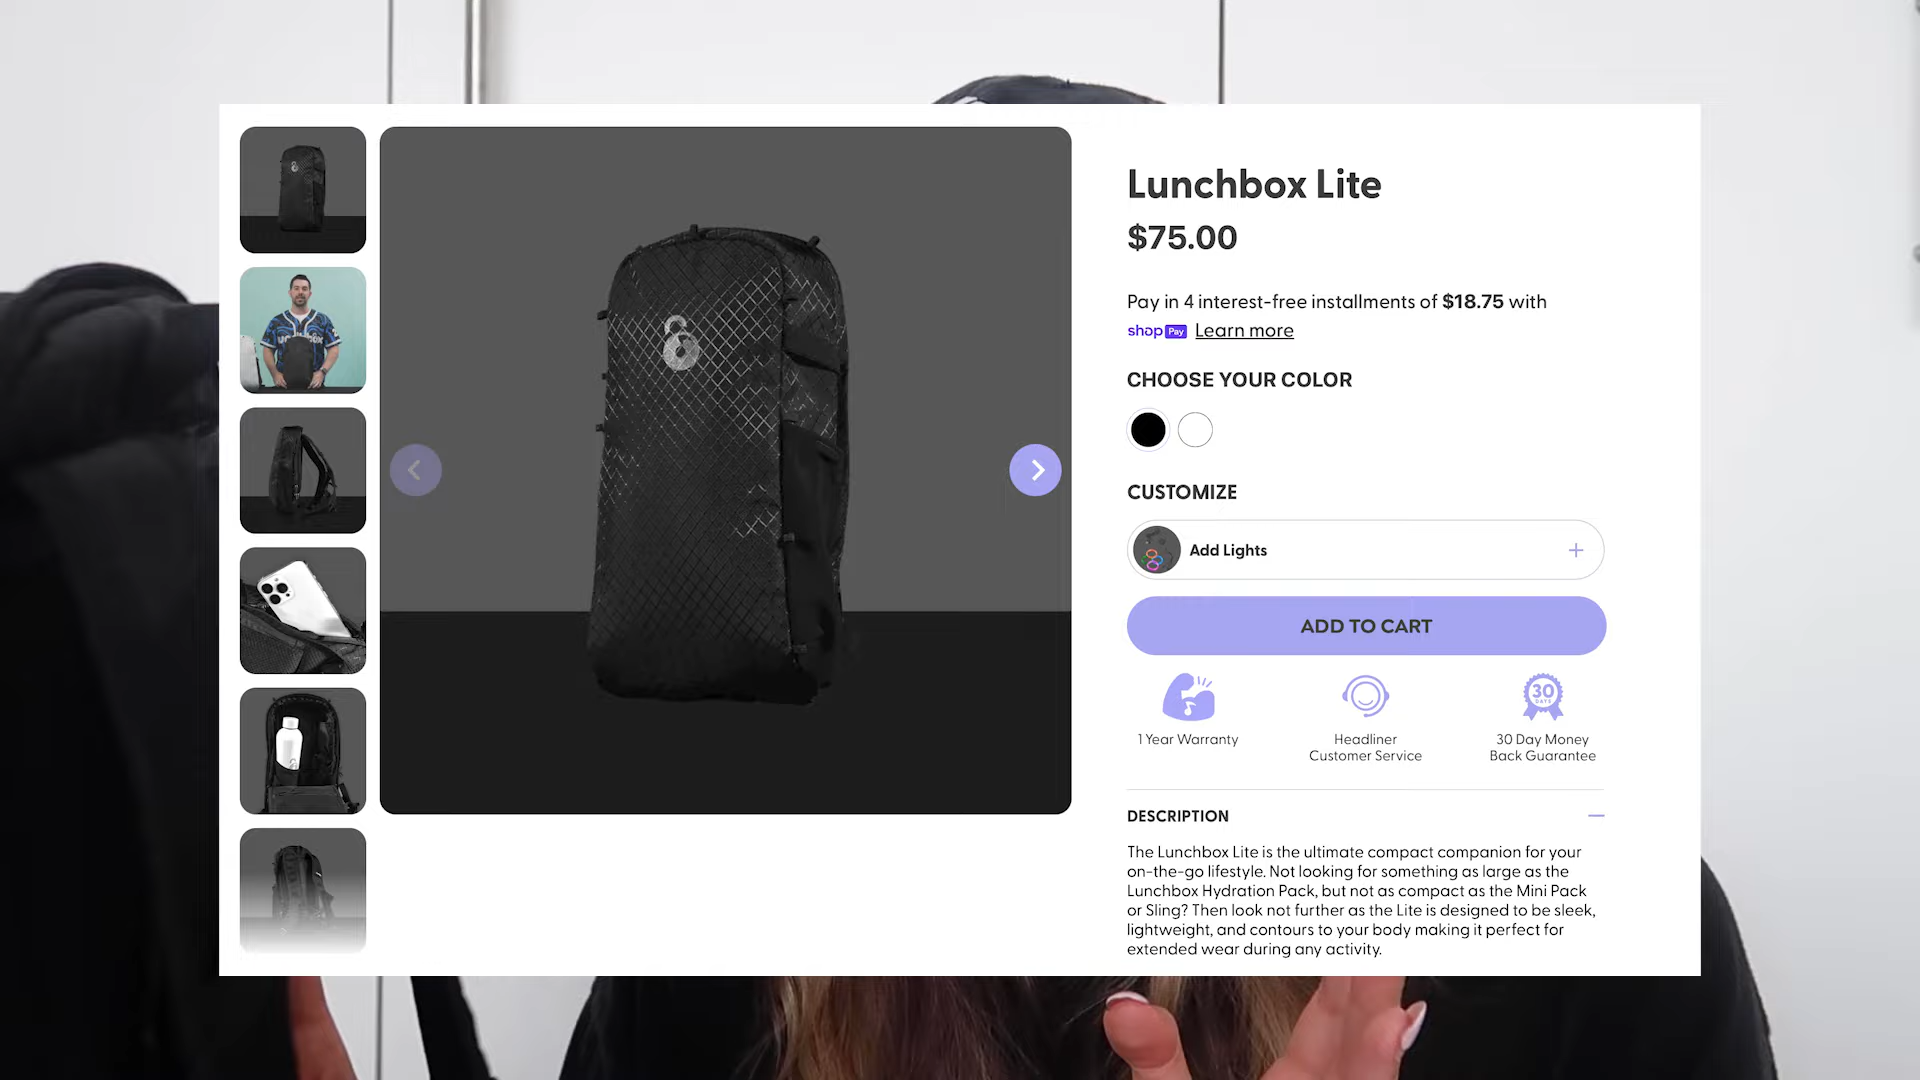 Lunchbox Lite
$75.00
Pay in 4 interest-free installments of $18.75 with
shop Pay Learn more
CHOOSE YOUR COLOR
CUSTOMIZE
Add Lights
ADD TO CART
1 Year Warranty
Headliner
Customer Service
30
DAYS
30 Day Money
Back Guarantee
DESCRIPTION
The Lunchbox Lite is the ultimate compact companion for your
on-the-go lifestyle. Not looking for something as large as the
Lunchbox Hydration Pack, but not as compact as the Mini Pack
or Sling? Then look not further as the Lite is designed to be sleek,
lightweight, and contours to your body making it perfect for
extended wear during any activity.